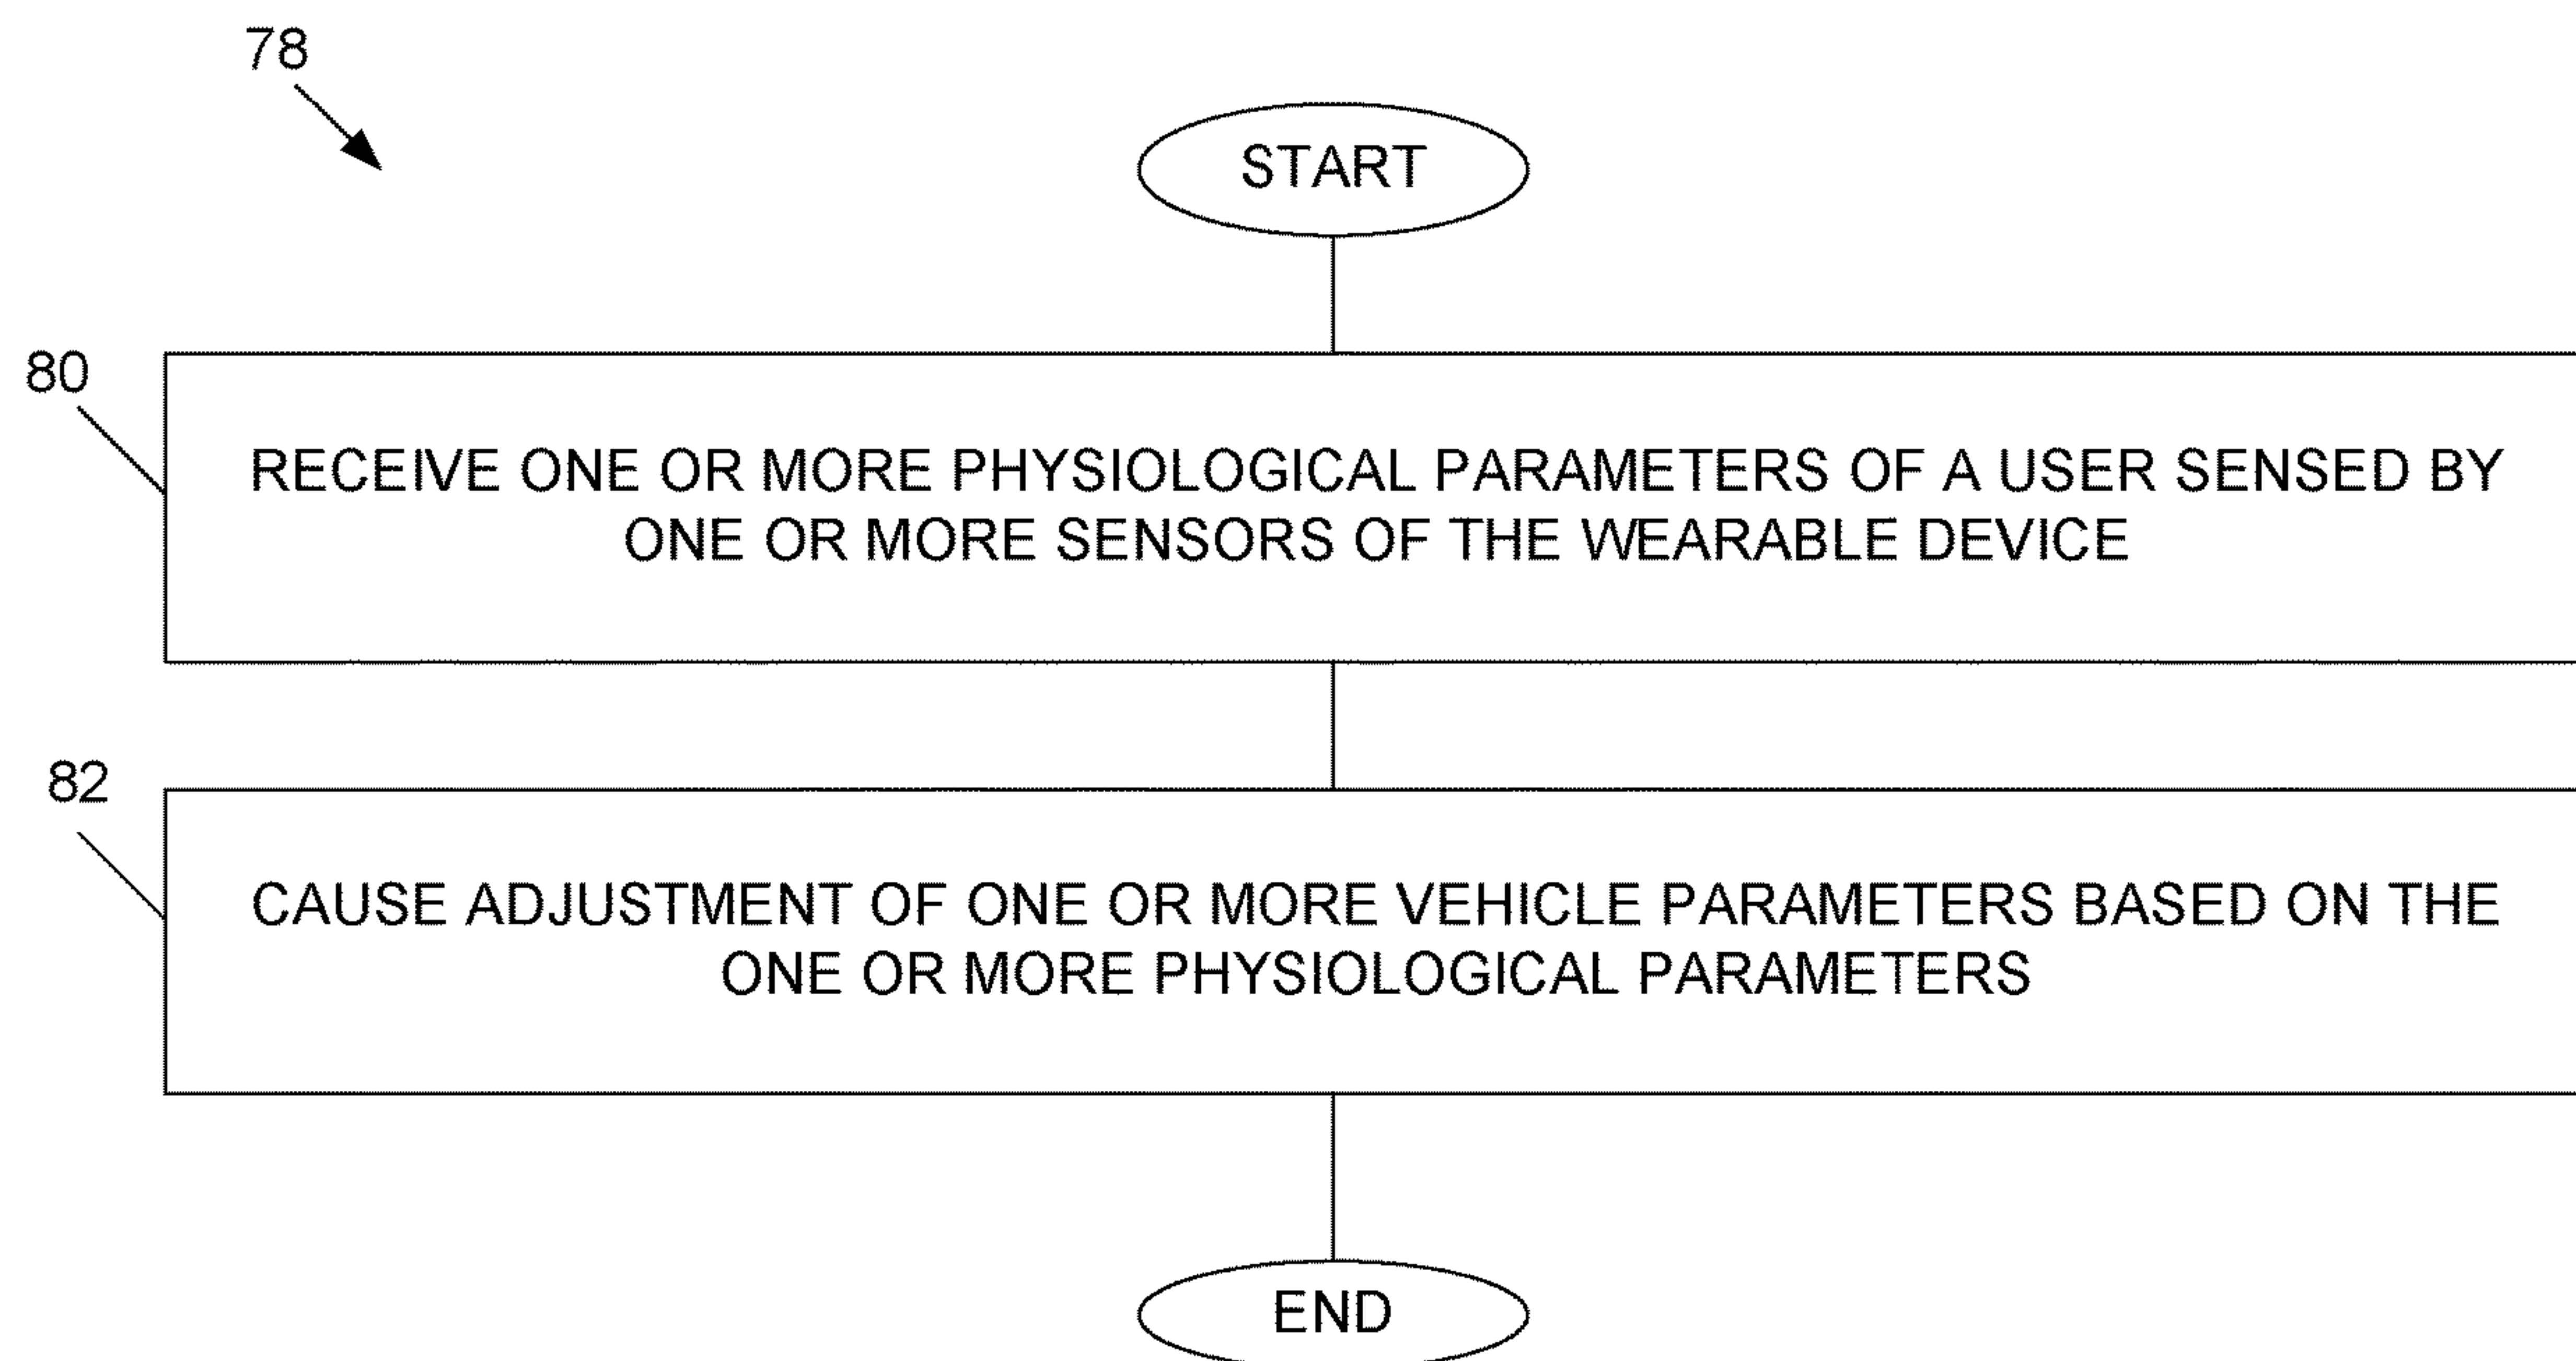 78
START
80
RECEIVE ONE OR MORE PHYSIOLOGICAL PARAMETERS OF A USER SENSED BY
ONE OR MORE SENSORS OF THE WEARABLE DEVICE
82
CAUSE ADJUSTMENT OF ONE OR MORE VEHICLE PARAMETERS BASED ON THE
ONE OR MORE PHYSIOLOGICAL PARAMETERS
END